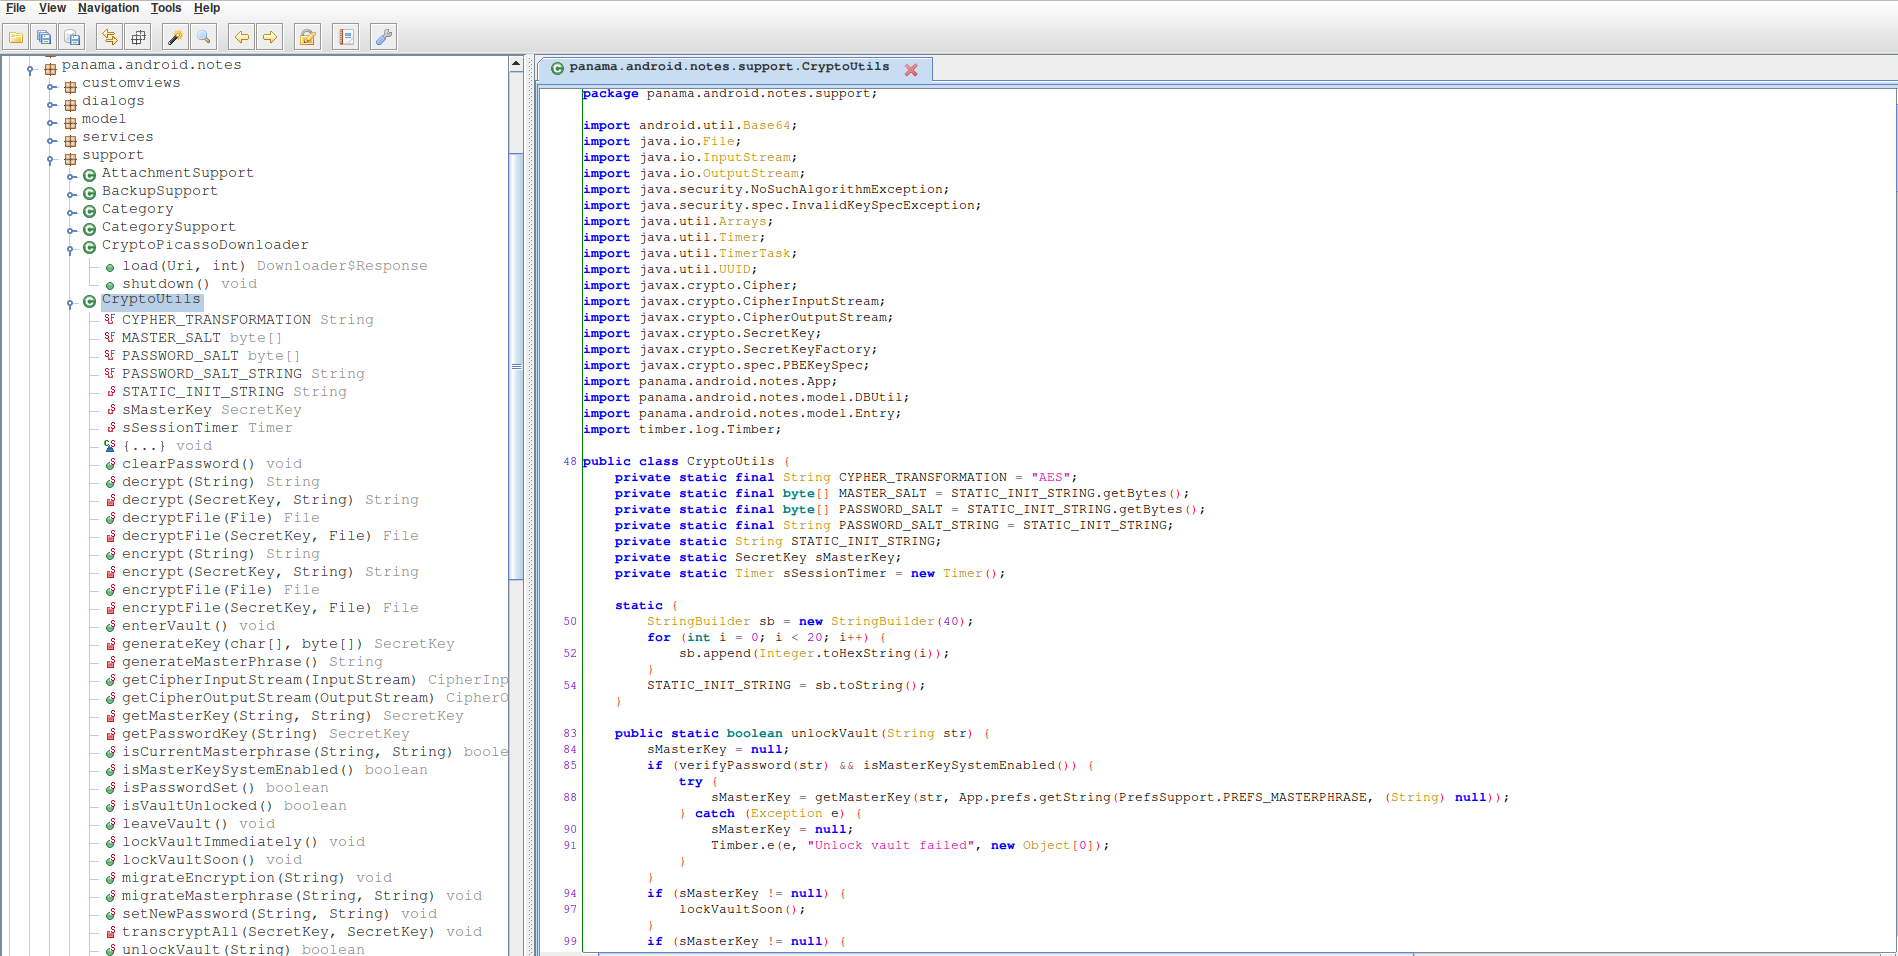 File View Navigation Tools Help
panama.android.notes
customviews
dialogs
model
services
support
AttachmentSupport
BackupSupport
Category
CategorySupport
CryptoPicassoDownloader
load(Uri, int) Downloader$Response
shutdown() void
CryptoUtils
CYPHER_TRANSFORMATION String
MASTER_SALT byte[]
PASSWORD_SALT byte[]
PASSWORD_SALT_STRING String
STATIC_INIT_STRING String
sMasterKey SecretKey
sSessionTimer Timer
{...} void
clearPassword() void
decrypt(String) String
decrypt(SecretKey, String) String
decryptFile(File) File
decryptFile(SecretKey, File) File
encrypt(String) String
encrypt(SecretKey, String) String
encryptFile(File) File
encryptFile(SecretKey, File) File
enterVault() void
generateKey(char[], byte[]) SecretKey
generateMasterPhrase() String
getCipherInputStream(InputStream) CipherInp
getCipherOutputStream(OutputStream) CipherO
getMasterKey(String, String) SecretKey
getPasswordKey(String) SecretKey
isCurrentMasterphrase(String, String) boole
isMasterKeySystemEnabled() boolean
isPasswordSet() boolean
isVaultUnlocked() boolean
leaveVault() void
lockVaultImmediately() void
lockVaultSoon() void
migrateEncryption(String) void
migrateMasterphrase(String, String) void
setNewPassword(String, String) void
transcryptAll(SecretKey, SecretKey) void
unlockVault(String) boolean
panama.android.notes.support.CryptoUtils
package panama.android.notes.support;
import android.util.Base64;
import java.io.File;
import java.io.InputStream;
import java.io.OutputStream;
import java.security.NoSuchAlgorithmException;
import java.security.spec.InvalidKeySpecException;
import java.util.Arrays;
import java.util.Timer;
import java.util.TimerTask;
import java.util.UUID;
import javax.crypto.Cipher;
import javax.crypto.CipherInputStream;
import javax.crypto.CipherOutputStream;
import javax.crypto.SecretKey;
import javax.crypto.SecretKeyFactory;
import javax.crypto.spec.PBEKeySpec;
import panama.android.notes.App;
import panama.android.notes.model.DBUtil;
import panama.android.notes.model.Entry;
import timber.log.Timber;
48 public class CryptoUtils {
private static final String CYPHER_TRANSFORMATION = "AES";
private static final byte[] MASTER_SALT = STATIC_INIT_STRING.getBytes();
private static final byte[] PASSWORD_SALT = STATIC_INIT_STRING.getBytes();
private static final String PASSWORD_SALT_STRING = STATIC_INIT_STRING;
private static String STATIC_INIT_STRING;
private static SecretKey sMasterKey;
private static Timer sSessionTimer = new Timer();
static {
50 StringBuilder sb = new StringBuilder(40);
for (int i = 0; i < 20; i++) {
52 sb.append(Integer.toHexString(i));
}
54 STATIC_INIT_STRING = sb.toString();
}
83 public static boolean unlockVault(String str) {
84 sMasterKey = null;
85 if (verifyPassword(str) && isMasterKeySystemEnabled()) {
try {
88 sMasterKey = getMasterKey(str, App.prefs.getString(PrefsSupport.PREFS_MASTERPHRASE, (String) null));
} catch (Exception e) {
90 sMasterKey = null;
91 Timber.e(e, "Unlock vault failed", new Object[0]);
}
}
94 if (sMasterKey != null) {
97 lockVaultSoon();
}
99 if (sMasterKey != null) {